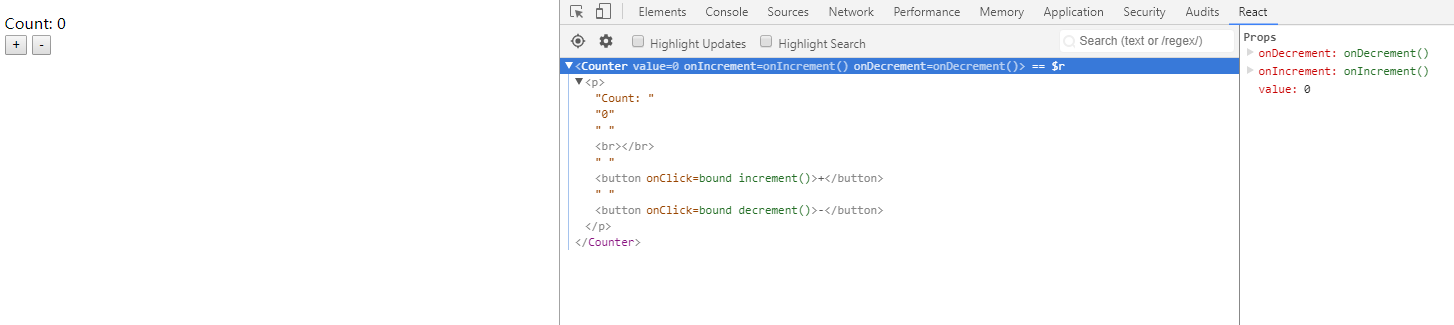 Count: 0
+ -
Elements Console Sources Network Performance Memory Application Security Audits React
Highlight Updates Highlight Search Search (text or /regex/)
<Counter value=0 onIncrement=onIncrement() onDecrement=onDecrement()> == $r
<p>
"Count: "
"0"
" "
<br></br>
" "
<button onClick=bound increment()>+</button>
" "
<button onClick=bound decrement()>-</button>
</p>
</Counter>
Props
onDecrement: onDecrement()
onIncrement: onIncrement()
value: 0